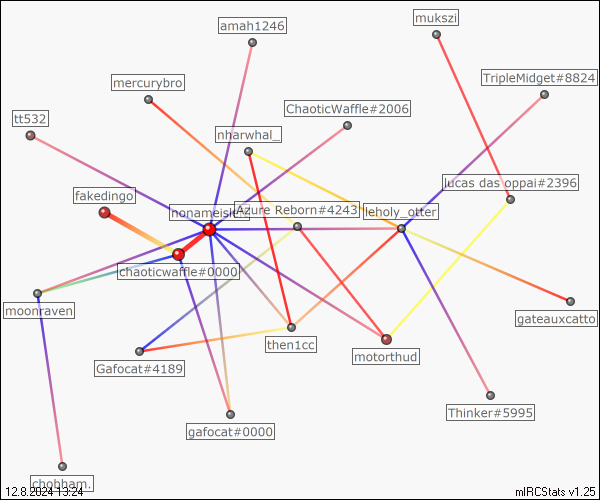 amah1246
mukszi
mercurybro
TripleMidget#8824
ChaoticWaffle#2006
tt532
nharwhal_
lucas das oppai#2396
fakedingo
Azure Reborn#4243
leholy_otter
chaoticwaffle#0000
moonraven
gateauxcatto
then1cc
motorthud
Gafocat#4189
Thinker#5995
gafocat#0000
chobham.
12.8.2024 13:24
mIRCStats v1.25